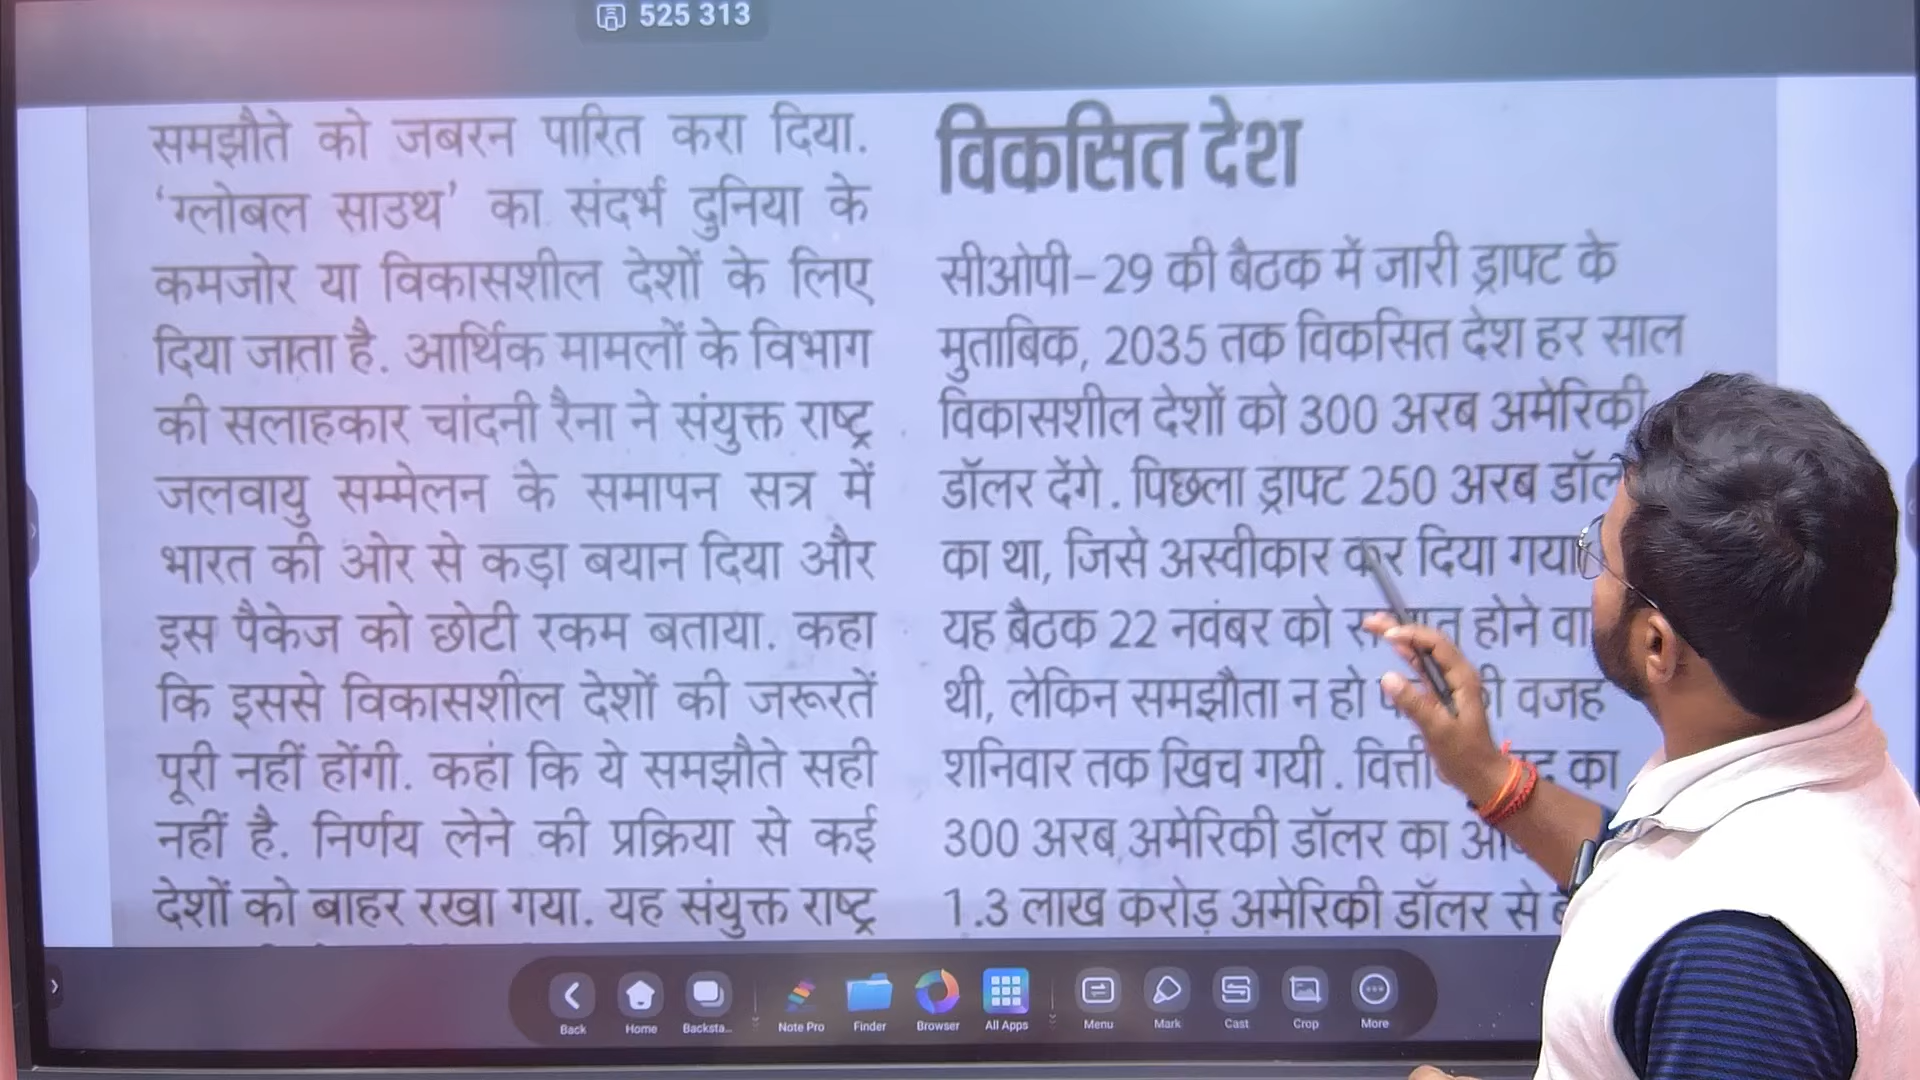 525 313
समझौते को जबरन पारित करा दिया.
‘ग्लोबल साउथ’ का संदर्भ दुनिया के
कमजोर या विकासशील देशों के लिए
दिया जाता है. आर्थिक मामलों के विभाग
की सलाहकार चांदनी रैना ने संयुक्त राष्ट्र
जलवायु सम्मेलन के समापन सत्र में
भारत की ओर से कड़ा बयान दिया और
इस पैकेज को छोटी रकम बताया. कहा
कि इससे विकासशील देशों की जरूरतें
पूरी नहीं होंगी. कहां कि ये समझौते सही
नहीं है. निर्णय लेने की प्रक्रिया से कई
देशों को बाहर रखा गया. यह संयुक्त राष्ट्र
विकसित देश
सीओपी-29 की बैठक में जारी ड्राफ्ट के
मुताबिक, 2035 तक विकसित देश हर साल
विकासशील देशों को 300 अरब अमेरिकी
डॉलर देंगे. पिछला ड्राफ्ट 250 अरब
का था, जिसे अस्वीकार कर दिया गया
यह बैठक 22 नवंबर को होने
थी, लेकिन समझौता न हो वजह
शनिवार तक खिच गयी. का
300 अरब अमेरिकी डॉलर का
1.3 लाख करोड़ अमेरिकी डॉलर से
Back Home Backsta... Note Pro Finder Browser All Apps Menu Mark Cast Crop More